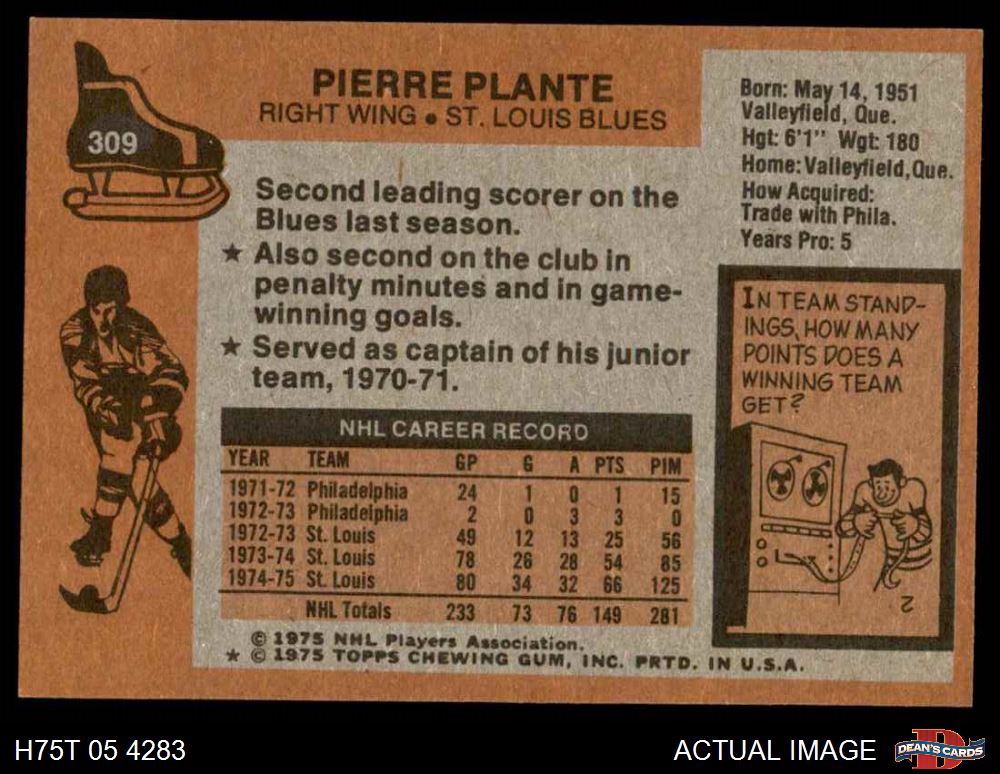 309
PIERRE PLANTE
RIGHT WING • ST. LOUIS BLUES
Second leading scorer on the
Blues last season.
★ Also second on the club in
penalty minutes and in game-
winning goals.
★ Served as captain of his junior
team, 1970-71.
NHL CAREER RECORD
YEAR TEAM GP G A PTS PIM
1971-72 Philadelphia 24 1 0 1 15
1972-73 Philadelphia 2 0 3 3 0
1972-73 St. Louis 49 12 13 25 56
1973-74 St. Louis 78 26 28 54 85
1974-75 St. Louis 80 34 32 66 125
NHL Totals 233 73 76 149 281
© 1975 NHL Players Association.
★ © 1975 TOPPS CHEWING GUM, INC. PRTD. IN U.S.A.
Born: May 14, 1951
Valleyfield, Que.
Hgt: 6'1" Wgt: 180
Home: Valleyfield, Que.
How Acquired:
Trade with Phila.
Years Pro: 5
IN TEAM STAND-
INGS, HOW MANY
POINTS DOES A
WINNING TEAM
GET?
2
H75T 05 4283
ACTUAL IMAGE
D
DEAN'S CARDS